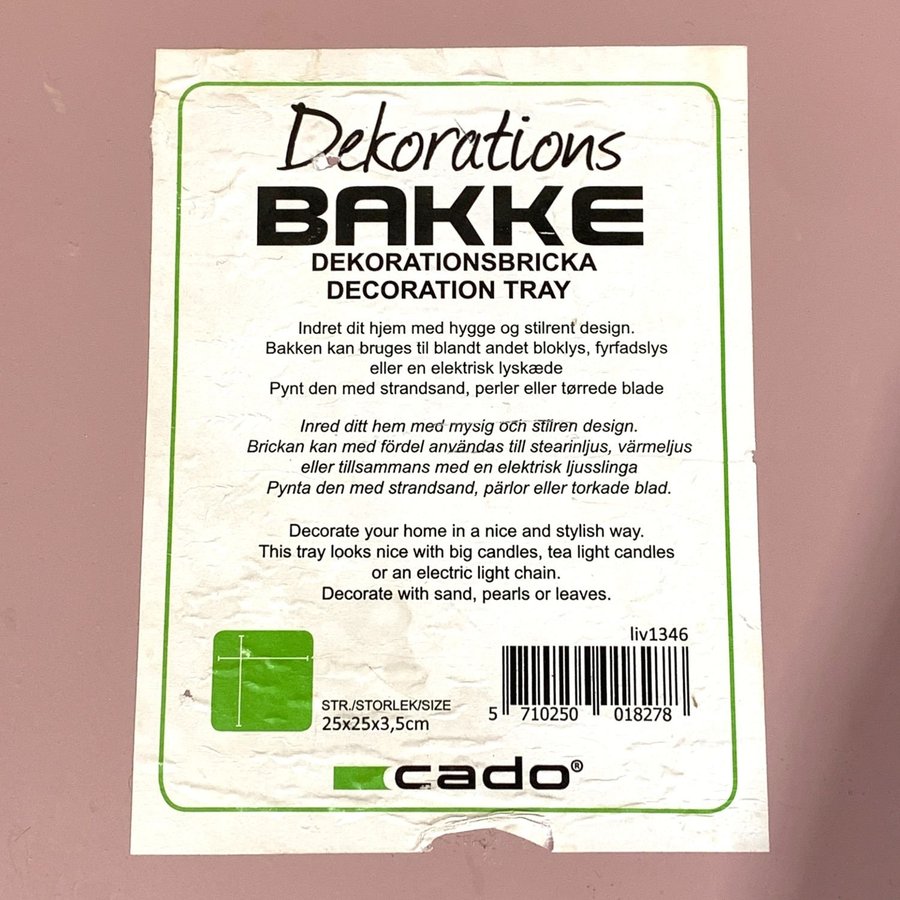 Dekorations
BAKKE
DEKORATIONSBRICKA
DECORATION TRAY
Indret dit hjem med hygge og stilrent design.
Bakken kan bruges til blandt andet bloklys, fyrfadslys
eller en elektrisk lyskæde
Pynt den med strandsand, perler eller tørrede blade
Inred ditt hem med mysig och stilren design.
Brickan kan med fördel användas till stearinljus, värmeljus
eller tillsammans med en elektrisk ljusslinga
Pynta den med strandsand, pärlor eller torkade blad.
Decorate your home in a nice and stylish way.
This tray looks nice with big candles, tea light candles
or an electric light chain.
Decorate with sand, pearls or leaves.
liv1346
STR./STORLEK/SIZE
25x25x3,5cm
5 710250 018278
cado®